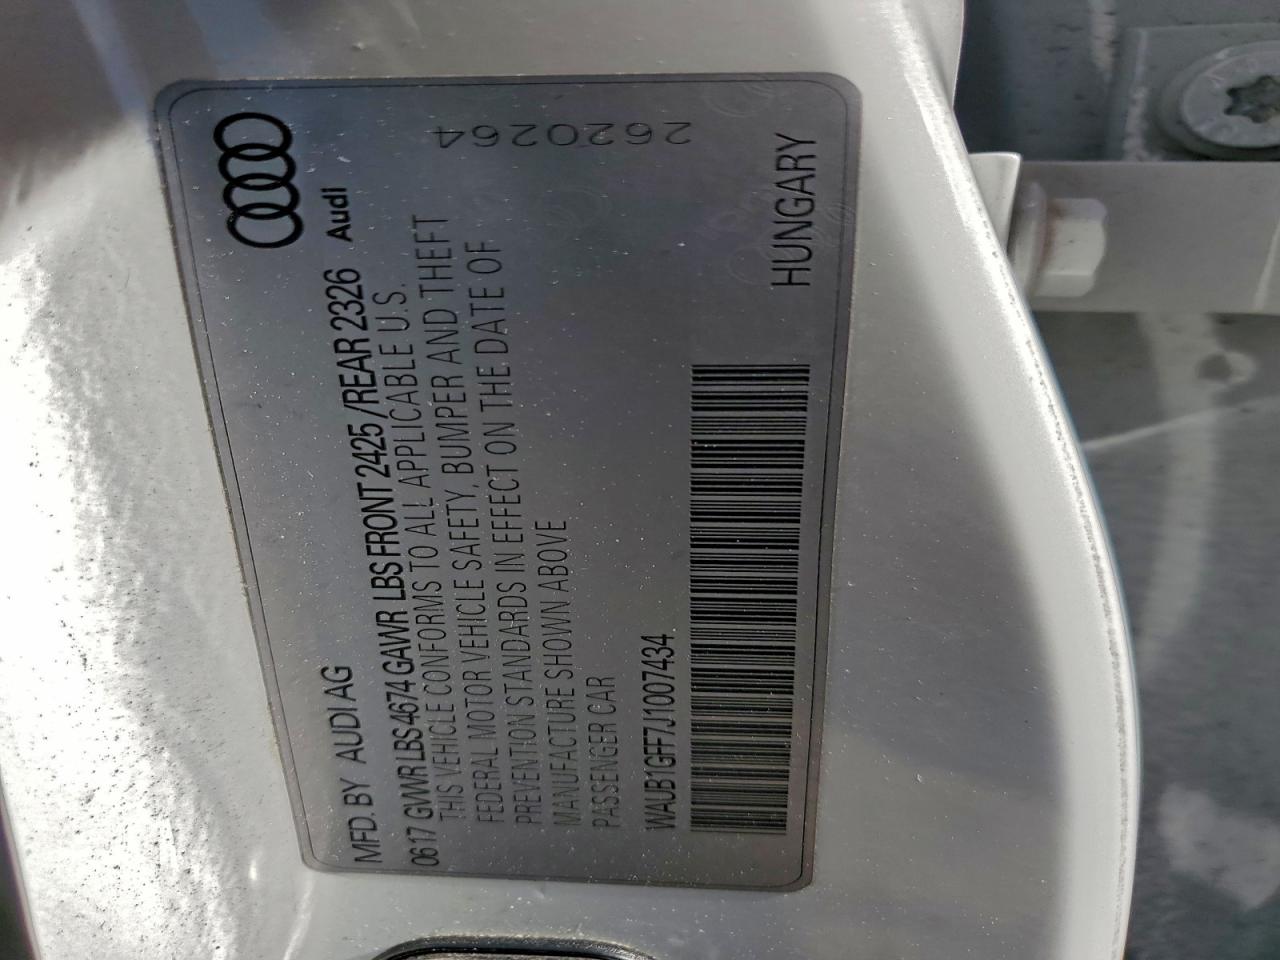 Audi
MFD. BY AUDI AG
06 17 GVWR LBS 4674 GAWR LBS FRONT 2425 / REAR 2326
THIS VEHICLE CONFORMS TO ALL APPLICABLE U.S.
FEDERAL MOTOR VEHICLE SAFETY, BUMPER AND THEFT
PREVENTION STANDARDS IN EFFECT ON THE DATE OF
MANUFACTURE SHOWN ABOVE
PASSENGER CAR
WAUB1GFF7J1007434
HUNGARY
2620264